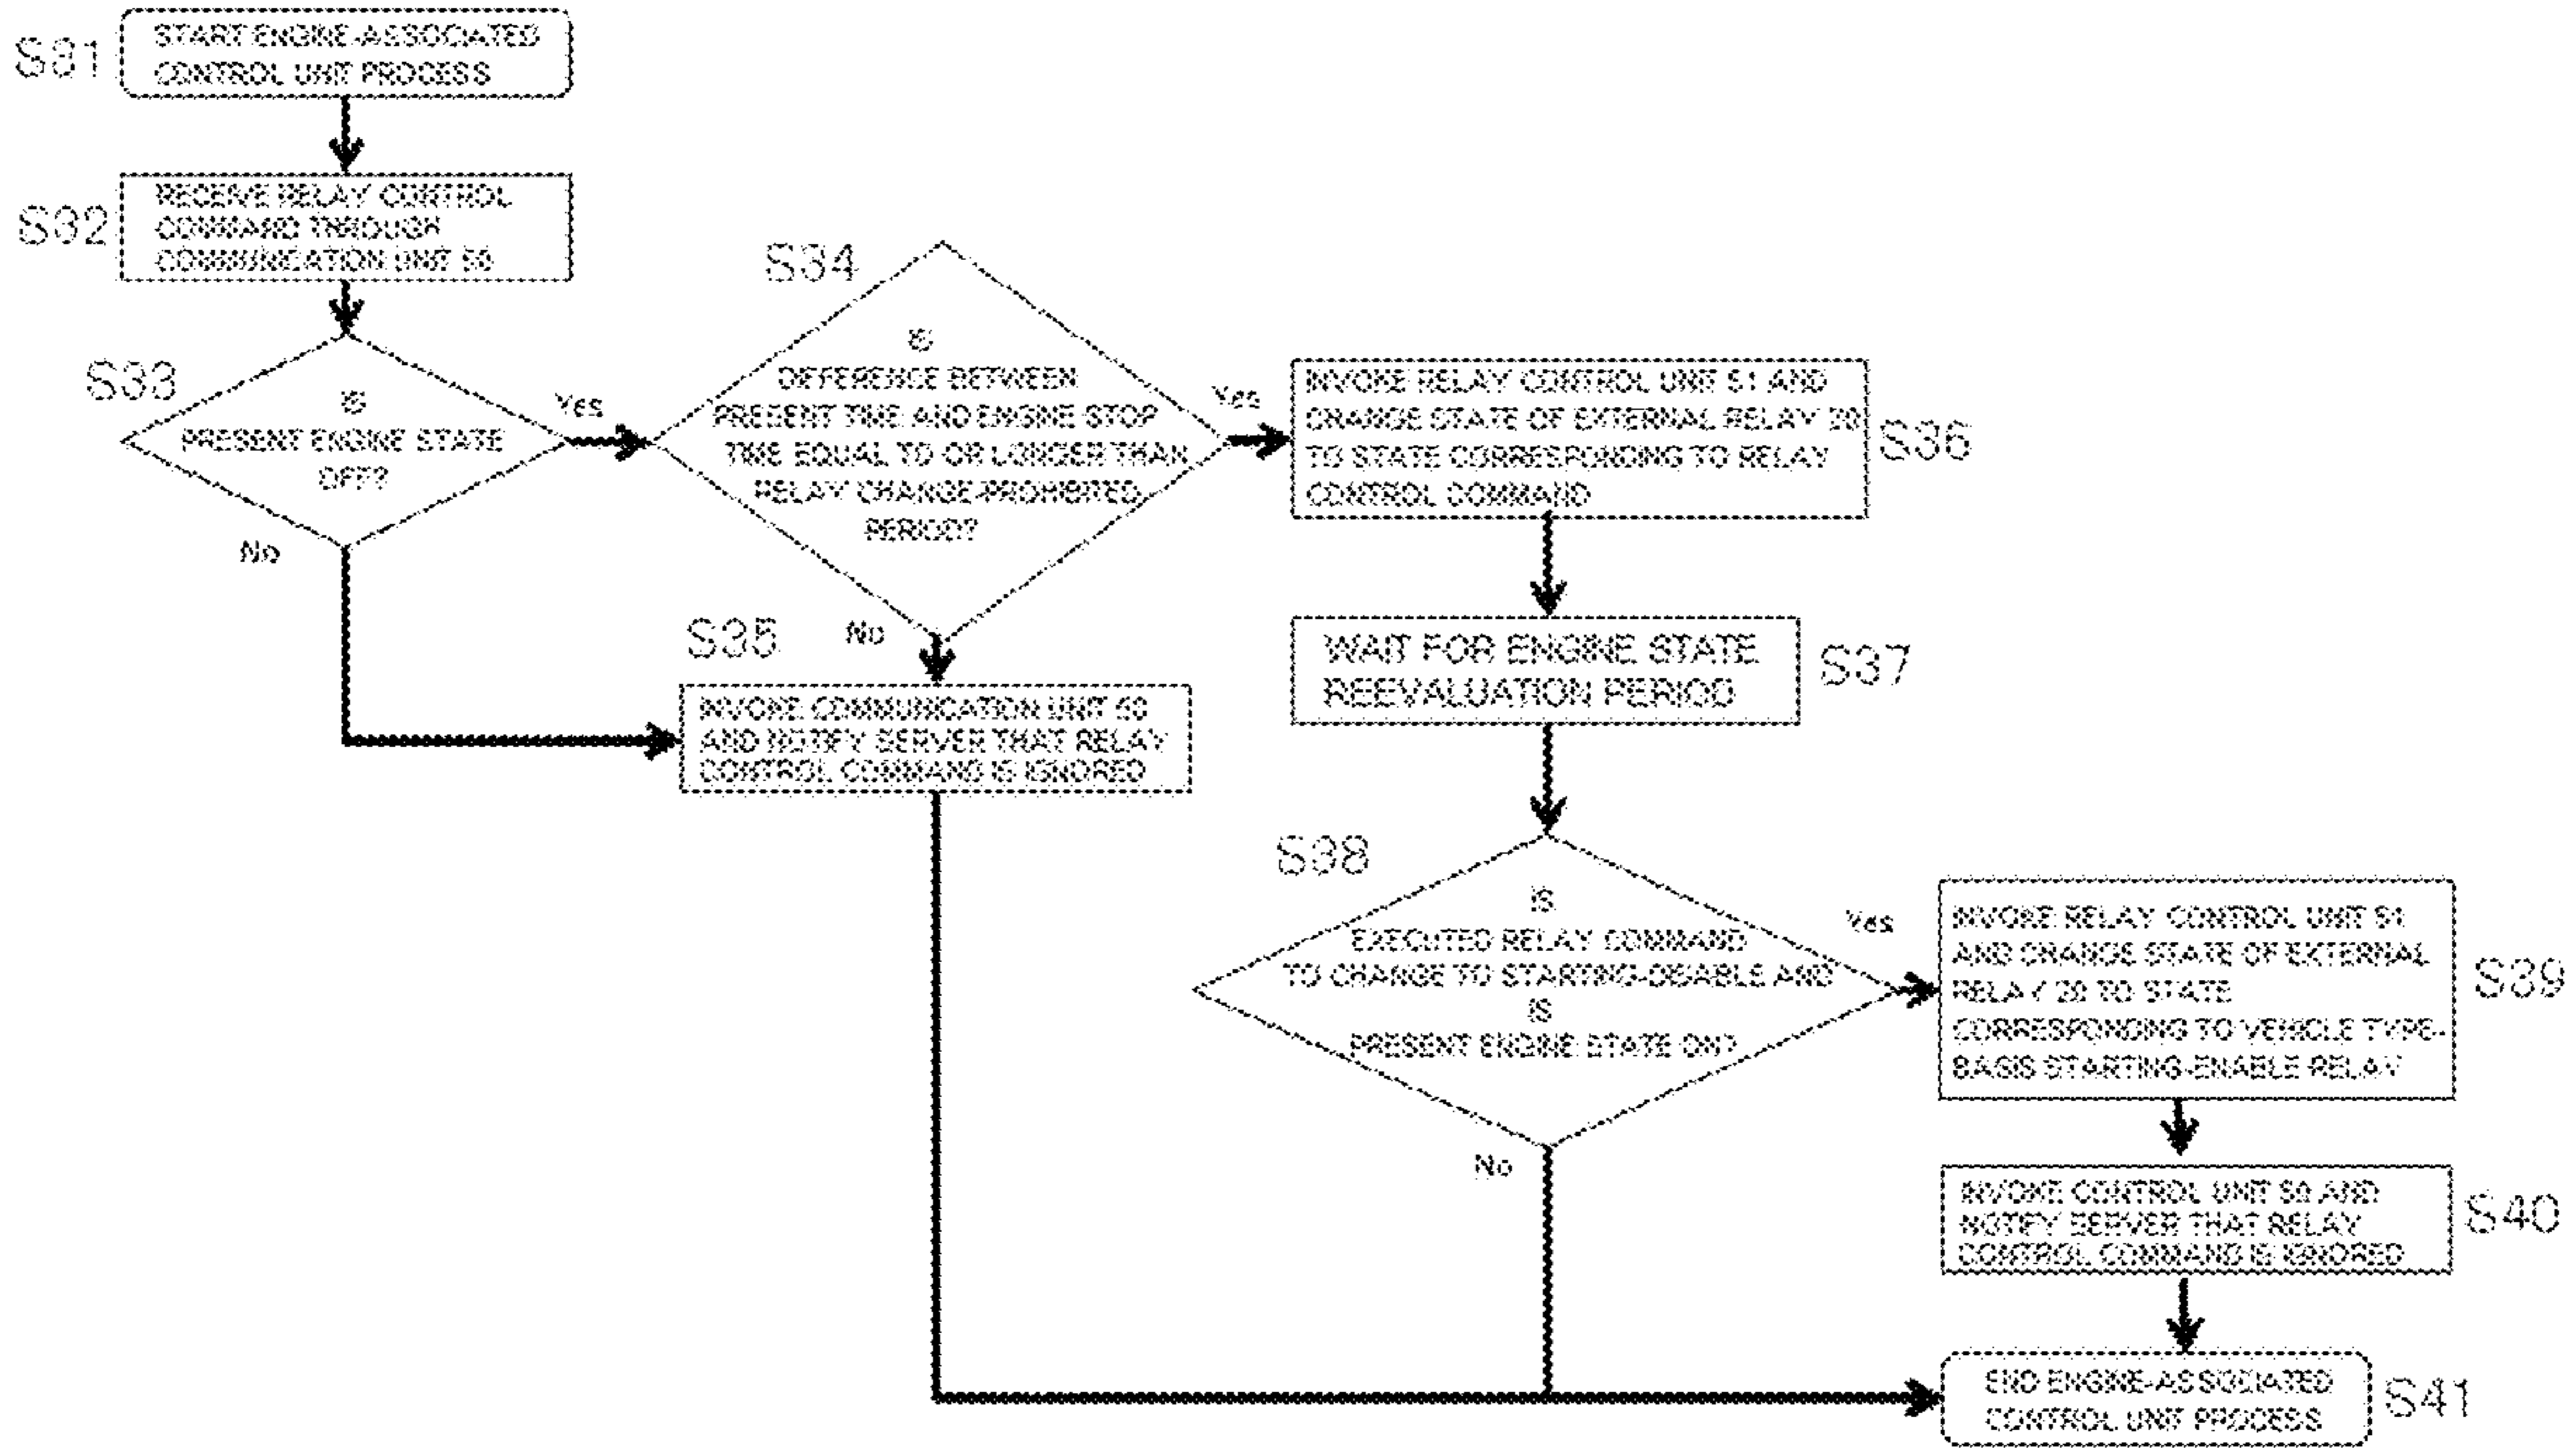 S31
START ENGINE-ASSOCIATED
CONTROL UNIT PROCESS
S32
RECEIVE RELAY CONTROL
COMMAND THROUGH
COMMUNICATION UNIT
S33
IS
PRESENT ENGINE STATE
OFF?
Yes
No
S34
IS
DIFFERENCE BETWEEN
PRESENT TIME AND ENGINE STOP
TIME EQUAL TO OR LONGER THAN
RELAY CHANGE-PROHIBITED
PERIOD?
Yes
No
S35
INVOKE COMMUNICATION UNIT
AND NOTIFY SERVER THAT RELAY
CONTROL COMMAND IS IGNORED
INVOKE RELAY CONTROL UNIT 51 AND
CHANGE STATE OF EXTERNAL RELAY 20
TO STATE CORRESPONDING TO RELAY
CONTROL COMMAND
S36
WAIT FOR ENGINE STATE
REEVALUATION PERIOD
S37
S38
IS
EXECUTED RELAY COMMAND
TO CHANGE TO STARTING-DISABLE AND
IS
PRESENT ENGINE STATE ON?
Yes
No
INVOKE RELAY CONTROL UNIT 51
AND CHANGE STATE OF EXTERNAL
RELAY 20 TO STATE
CORRESPONDING TO VEHICLE TYPE-
BASIS STARTING-ENABLE RELAY
S39
INVOKE CONTROL UNIT AND
NOTIFY SERVER THAT RELAY
CONTROL COMMAND IS IGNORED
S40
END ENGINE-ASSOCIATED
CONTROL UNIT PROCESS
S41